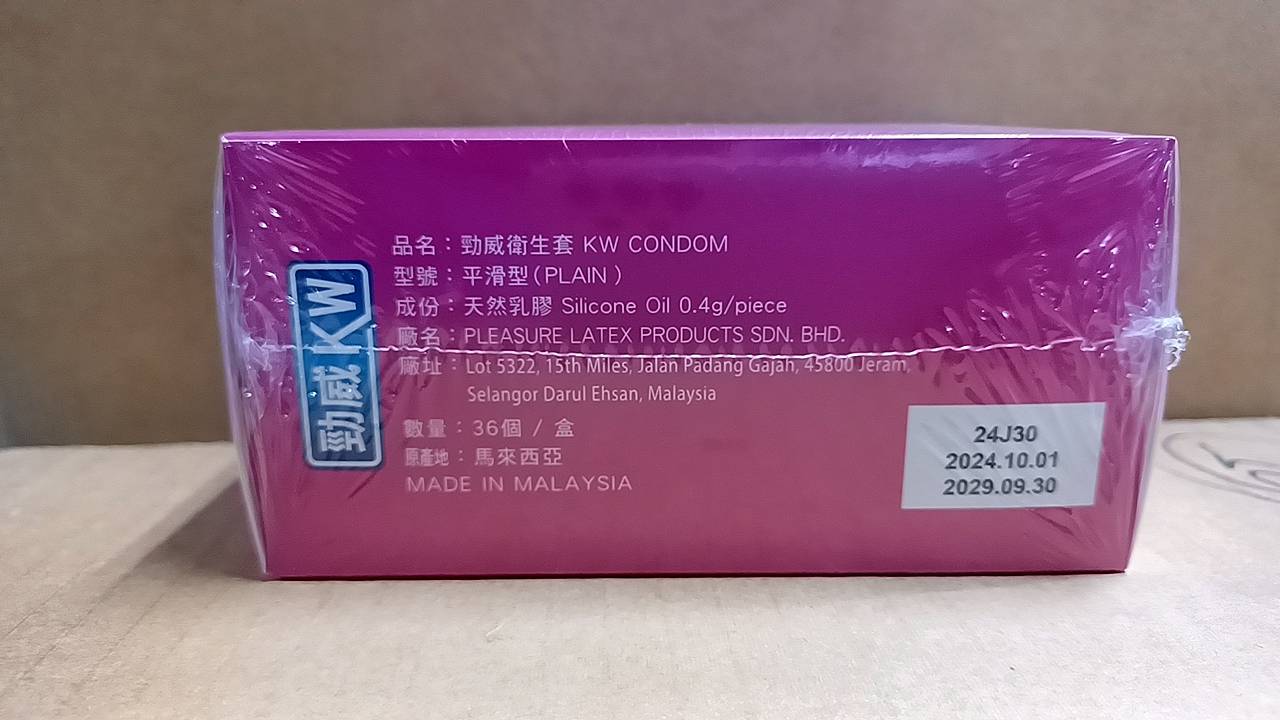 勁威KW
品名：勁威衛生套 KW CONDOM
型號：平滑型(PLAIN )
成份：天然乳膠 Silicone Oil 0.4g/piece
廠名：PLEASURE LATEX PRODUCTS SDN. BHD.
廠址：Lot 5322, 15th Miles, Jalan Padang Gajah, 45800 Jeram,
Selangor Darul Ehsan, Malaysia
數量：36個 / 盒
原產地：馬來西亞
MADE IN MALAYSIA
24J30
2024.10.01
2029.09.30